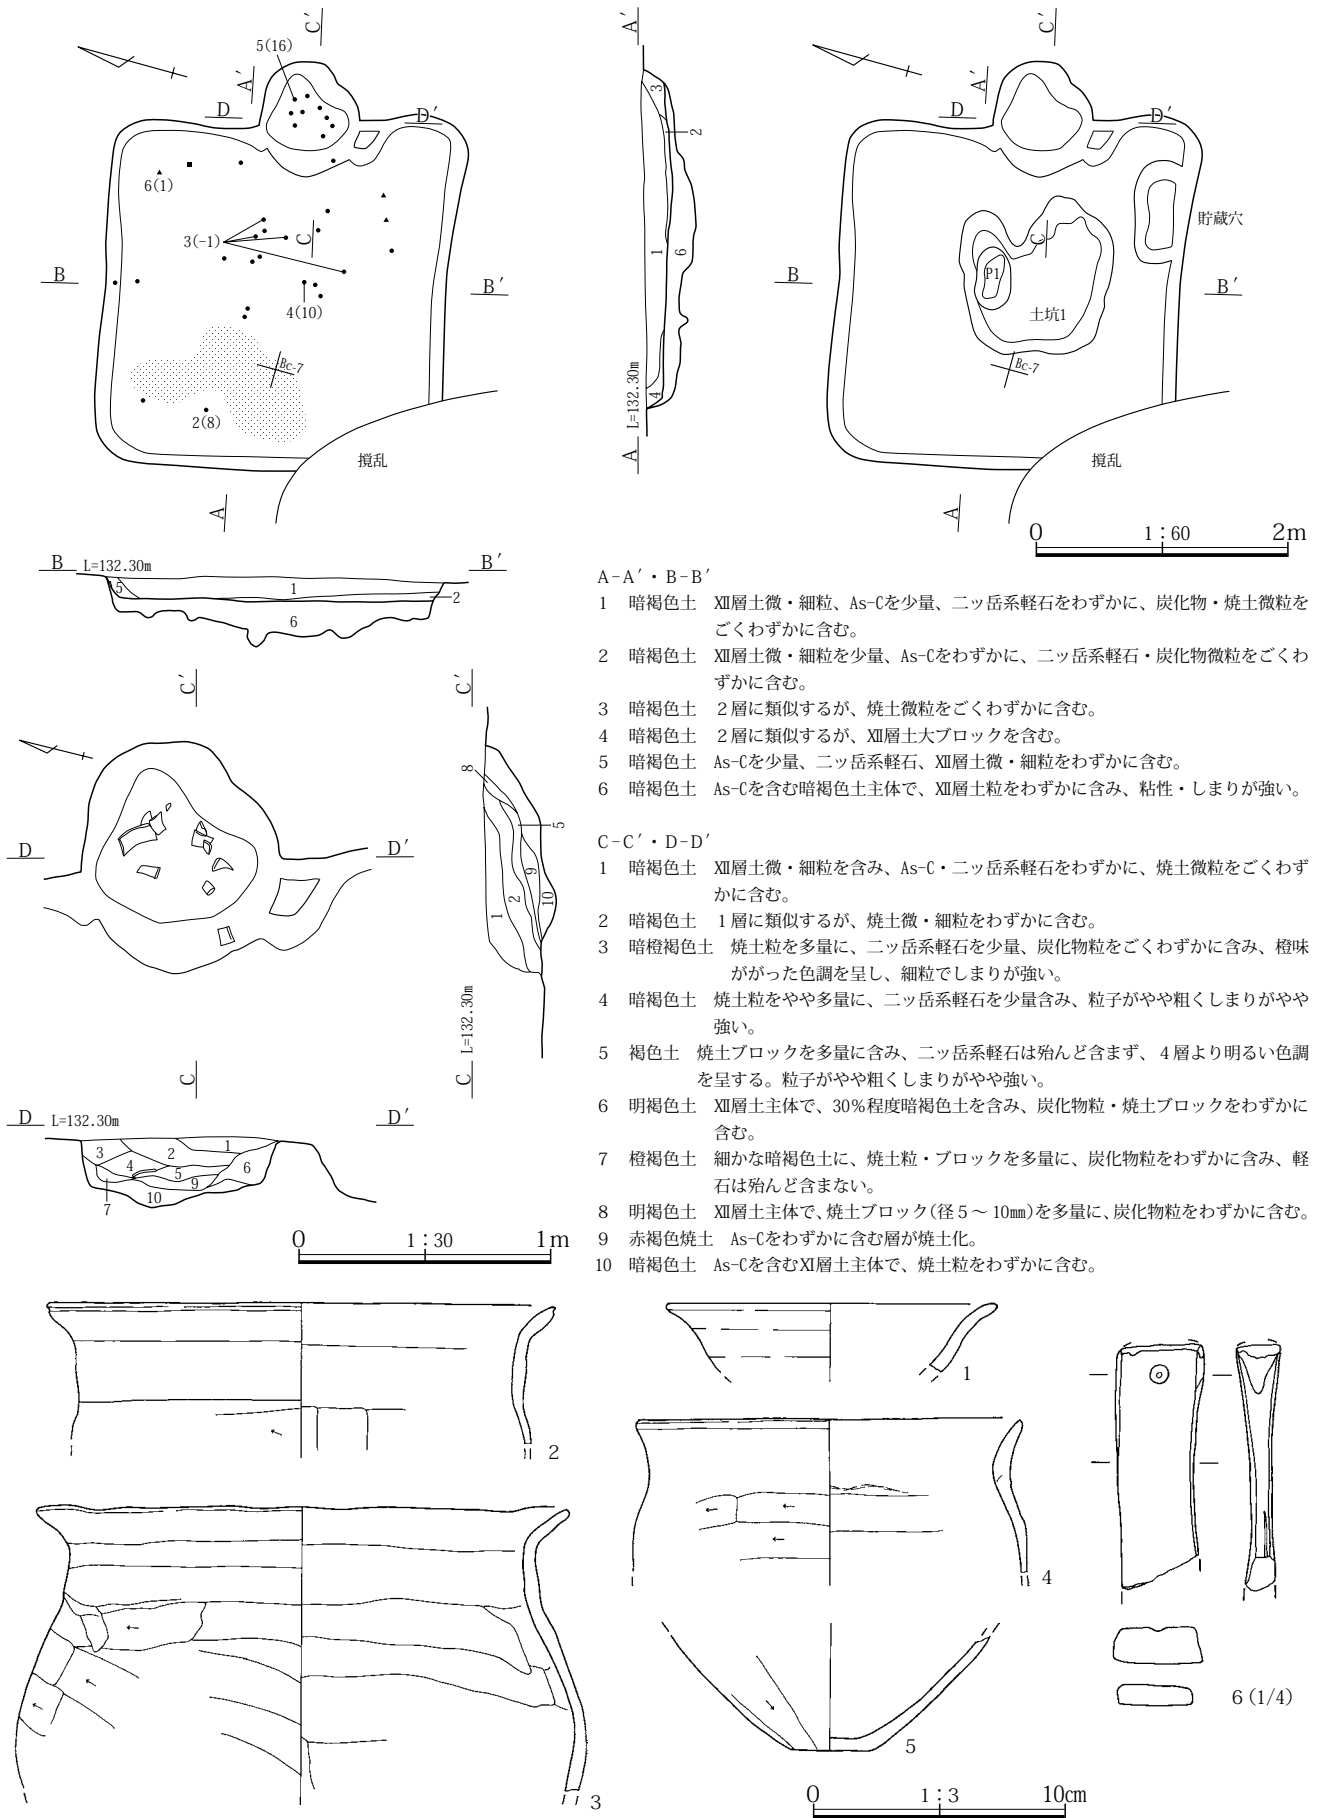 C′
A′
5(16)
D
D′
6(1)
3(-1)
C
B
B′
4(10)
Bc-7
2(8)
撹乱
A
A′
3
2
1
6
4
L=132.30m
A
C′
A′
D
D′
貯蔵穴
C
P1
B
B′
土坑1
Bc-7
撹乱
A
0 1:60 2m
B L=132.30m B′
5
1
2
6
C′
D
D′
C
C′
8
5
9
2
1
10
C L=132.30m
D L=132.30m D′
3
2
1
4
5
6
9
10
7
0 1:30 1m
A-A′・B-B′
1 暗褐色土 Ⅻ層土微・細粒、As-Cを少量、二ッ岳系軽石をわずかに、炭化物・焼土微粒を
ごくわずかに含む。
2 暗褐色土 Ⅻ層土微・細粒を少量、As-Cをわずかに、二ッ岳系軽石・炭化物微粒をごくわ
ずかに含む。
3 暗褐色土 2層に類似するが、焼土微粒をごくわずかに含む。
4 暗褐色土 2層に類似するが、Ⅻ層土大ブロックを含む。
5 暗褐色土 As-Cを少量、二ッ岳系軽石、Ⅻ層土微・細粒をわずかに含む。
6 暗褐色土 As-Cを含む暗褐色土主体で、Ⅻ層土粒をわずかに含み、粘性・しまりが強い。
C-C′・D-D′
1 暗褐色土 Ⅻ層土微・細粒を含み、As-C・二ッ岳系軽石をわずかに、焼土微粒をごくわず
かに含む。
2 暗褐色土 1層に類似するが、焼土微・細粒をわずかに含む。
3 暗橙褐色土 焼土粒を多量に、二ッ岳系軽石を少量、炭化物粒をごくわずかに含み、橙味
ががった色調を呈し、細粒でしまりが強い。
4 暗褐色土 焼土粒をやや多量に、二ッ岳系軽石を少量含み、粒子がやや粗くしまりがやや
強い。
5 褐色土 焼土ブロックを多量に含み、二ッ岳系軽石は殆んど含まず、4層より明るい色調
を呈する。粒子がやや粗くしまりがやや強い。
6 明褐色土 Ⅻ層土主体で、30%程度暗褐色土を含み、炭化物粒・焼土ブロックをわずかに
含む。
7 橙褐色土 細かな暗褐色土に、焼土粒・ブロックを多量に、炭化物粒をわずかに含み、軽
石は殆んど含まない。
8 明褐色土 Ⅻ層土主体で、焼土ブロック(径5～10㎜)を多量に、炭化物粒をわずかに含む。
9 赤褐色焼土 As-Cをわずかに含む層が焼土化。
10 暗褐色土 As-Cを含むⅪ層土主体で、焼土粒をわずかに含む。
1
2
3
4
5
6(1/4)
0 1:3 10㎝